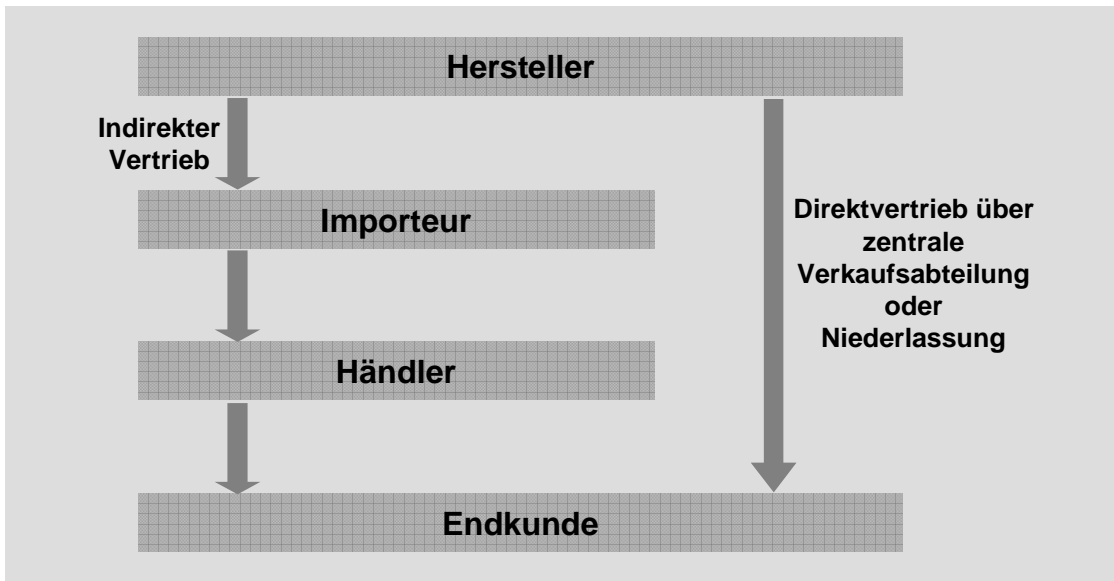 Hersteller
Indirekter
Vertrieb
Importeur
Direktvertrieb über
zentrale
Verkaufsabteilung
oder
Niederlassung
Händler
Endkunde